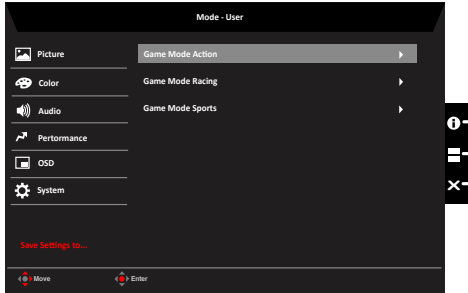 Mode - User
Picture
Color
Audio
Pertormance
OSD
System
Game Mode Action
Game Mode Racing
Game Mode Sports
Save Settings to...
Move
Enter